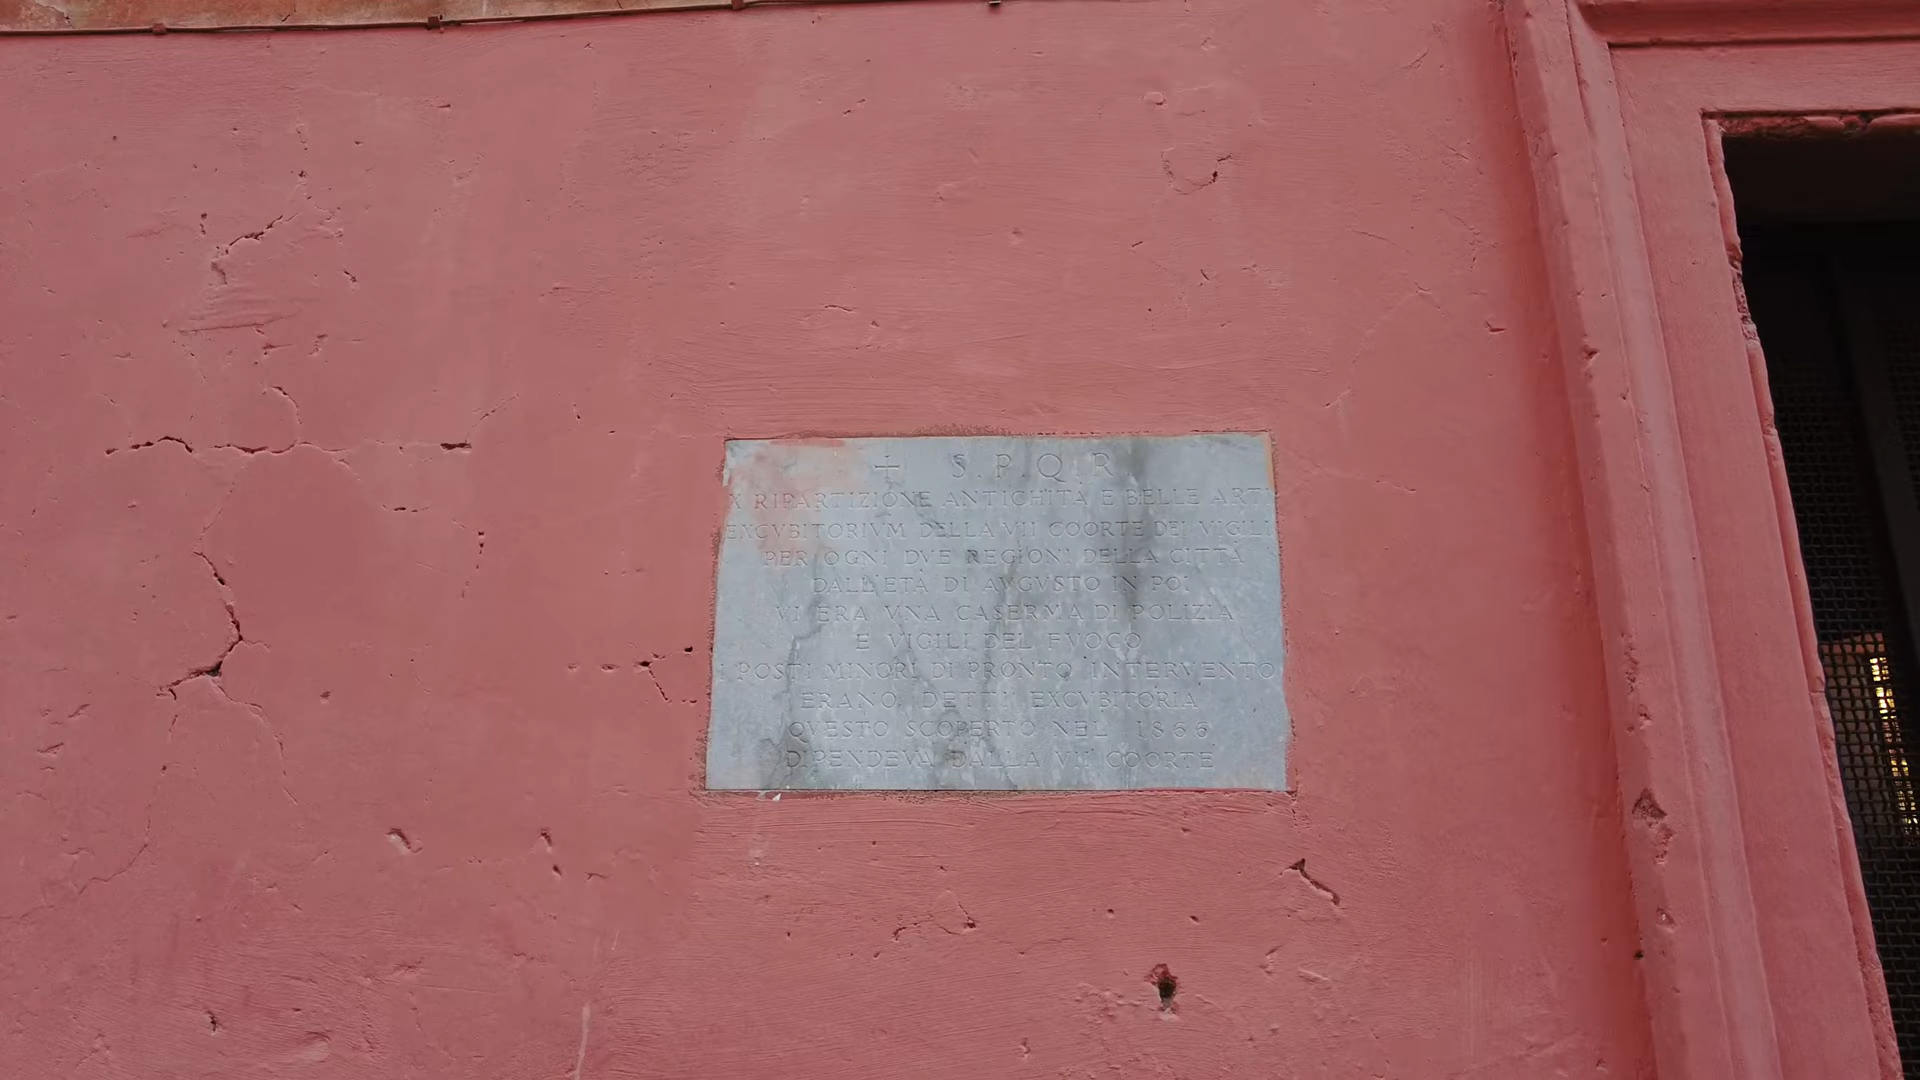 + S. P. Q. R.
X RIPARTIZIONE ANTICHITÀ E BELLE ARTI
EXCVBITORIVM DELLA VII COORTE DEI VIGILI
PER OGNI DVE REGIONI DELLA CITTÀ
DALL'ETÀ DI AVGVSTO IN POI
VI ERA VNA CASERMA DI POLIZIA
E VIGILI DEL FVOCO
I POSTI MINORI DI PRONTO INTERVENTO
ERANO DETTI EXCVBITORIA
QVESTO SCOPERTO NEL 1866
DIPENDEVA DALLA VII COORTE